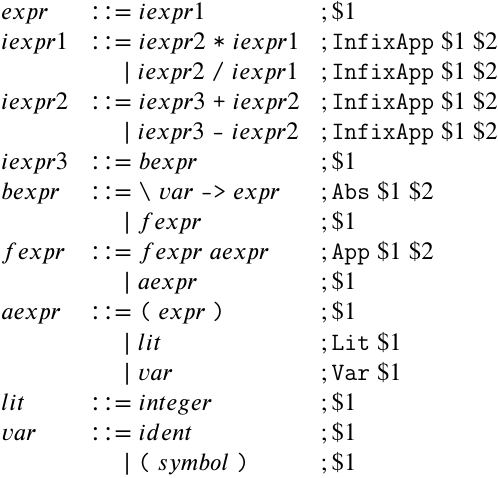 expr ::= iexpr1 ; $1
iexpr1 ::= iexpr2 * iexpr1 ; InfixApp $1 $2
| iexpr2 / iexpr1 ; InfixApp $1 $2
iexpr2 ::= iexpr3 + iexpr2 ; InfixApp $1 $2
| iexpr3 - iexpr2 ; InfixApp $1 $2
iexpr3 ::= bexpr ; $1
bexpr ::= \ var -> expr ; Abs $1 $2
| fexpr ; $1
fexpr ::= fexpr aexpr ; App $1 $2
| aexpr ; $1
aexpr ::= ( expr ) ; $1
| lit ; Lit $1
| var ; Var $1
lit ::= integer ; $1
var ::= ident ; $1
| ( symbol ) ; $1